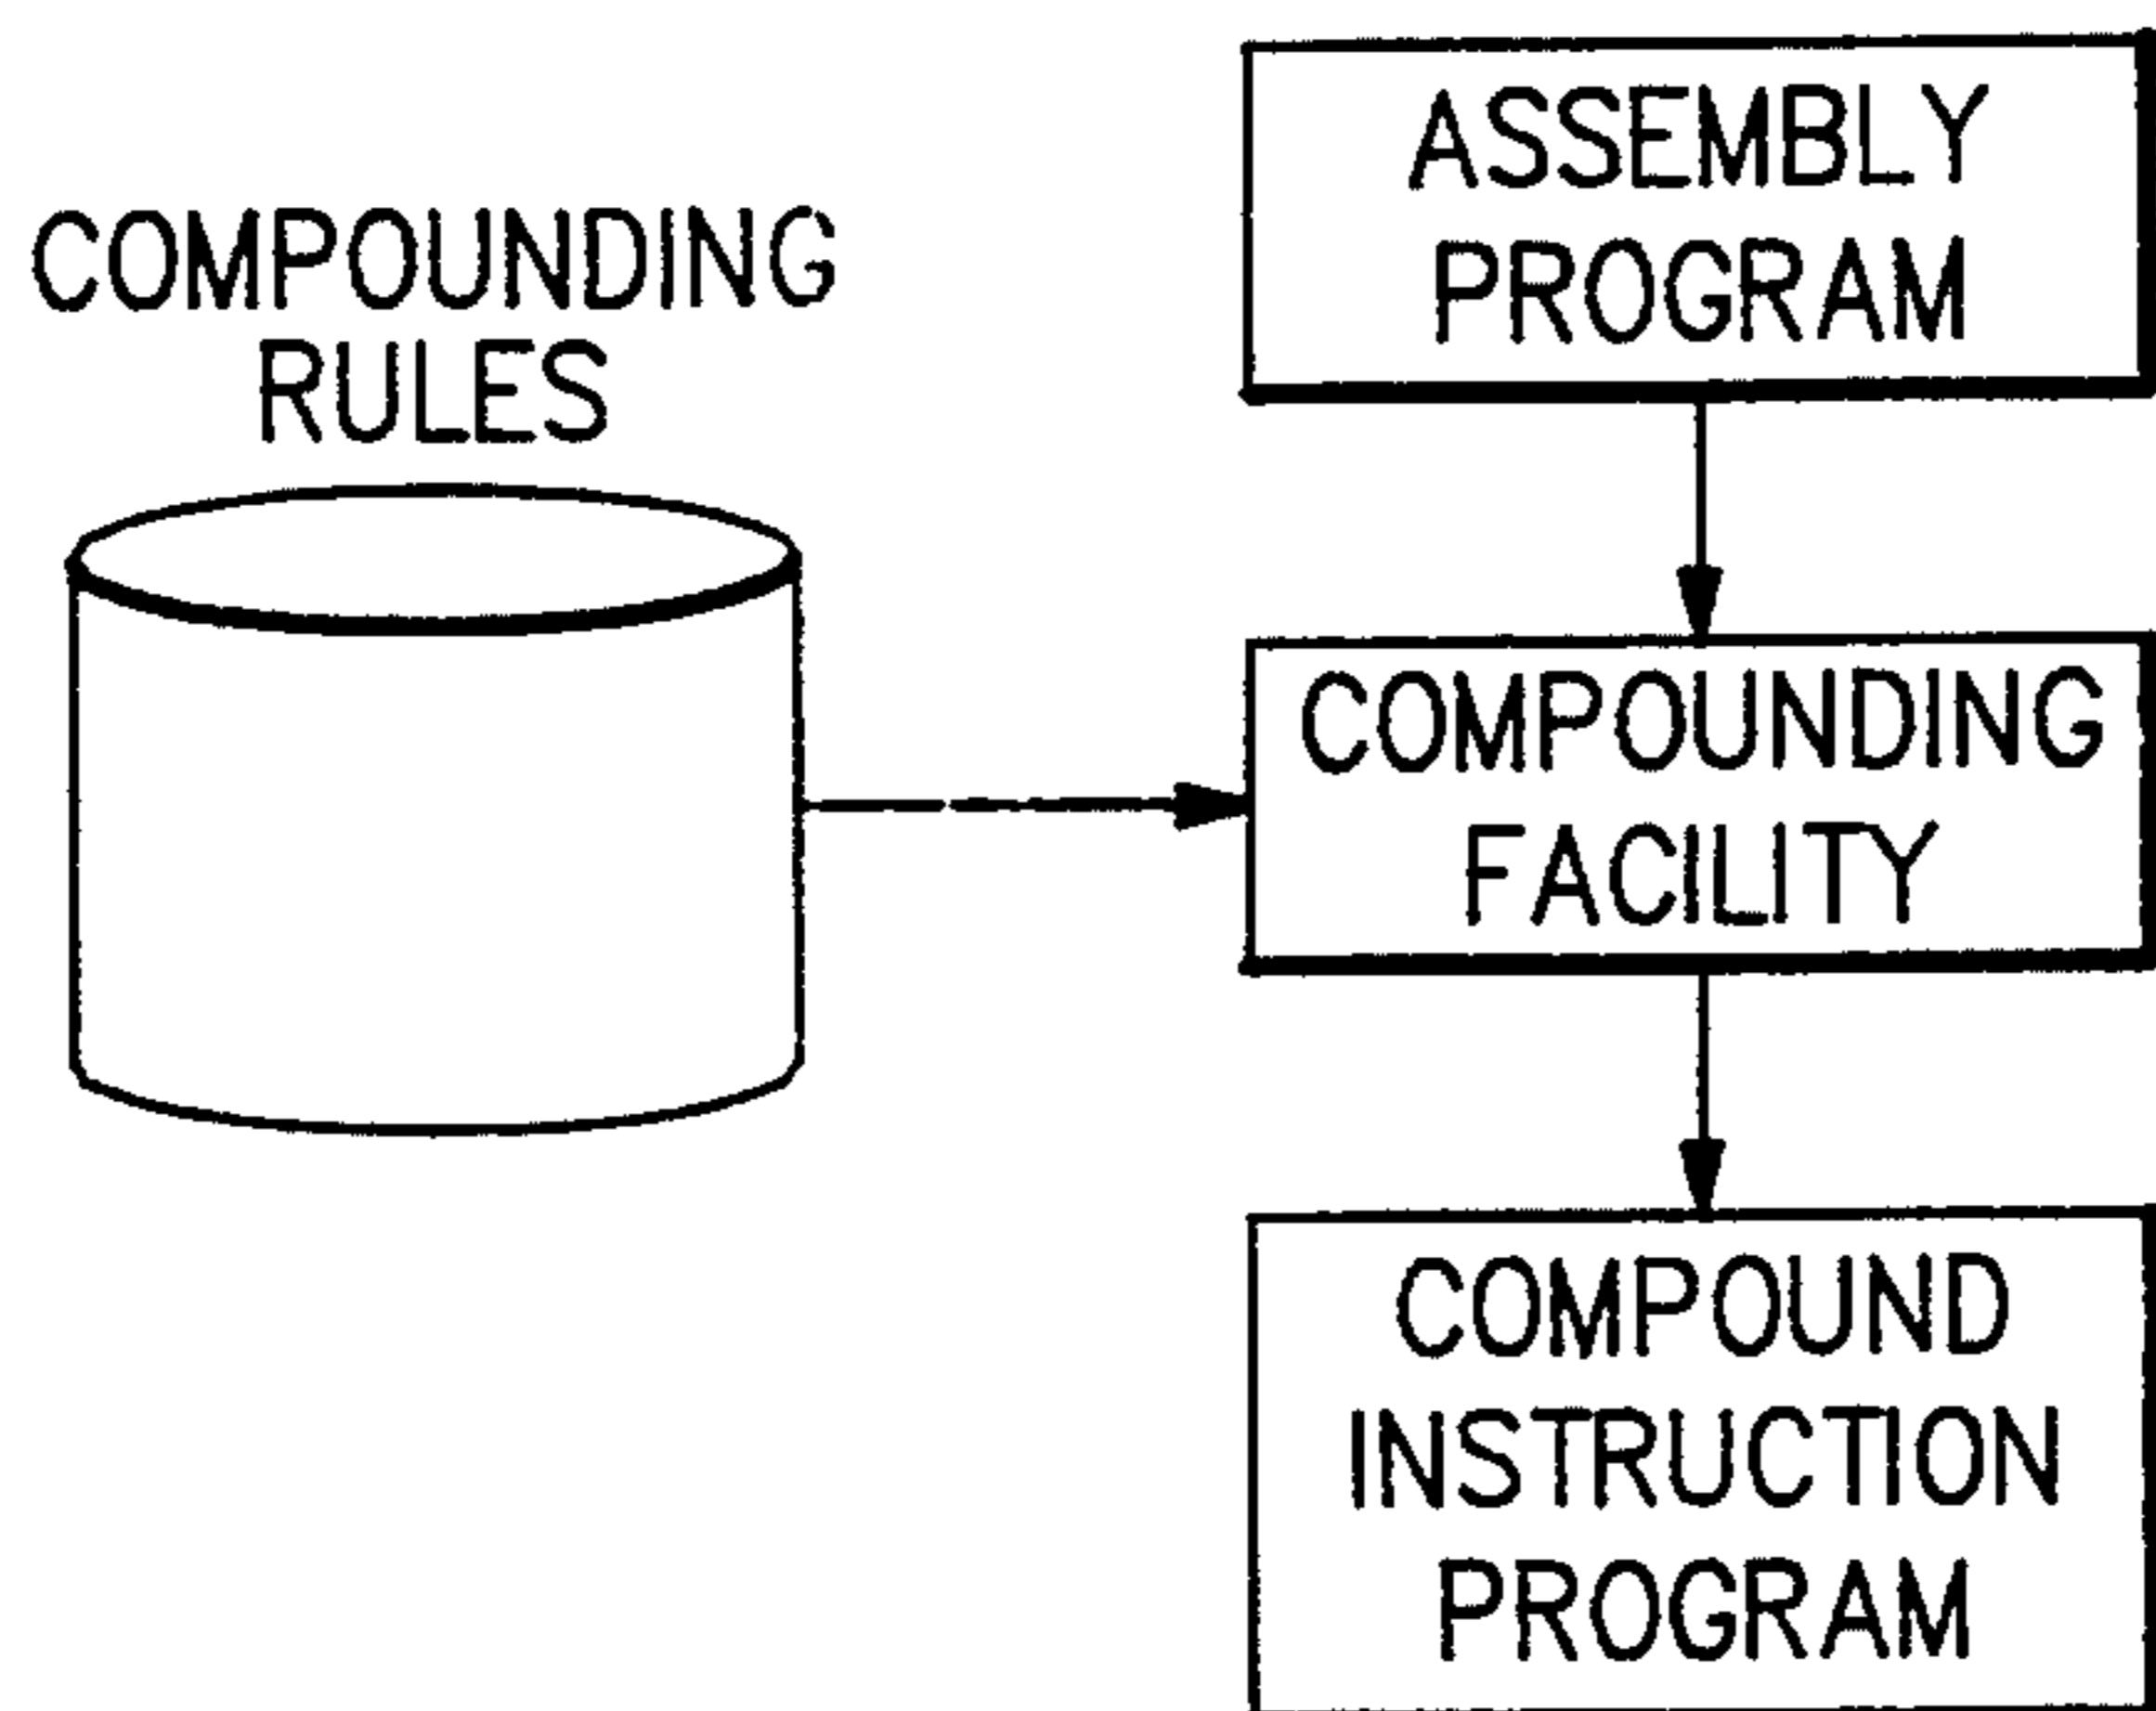 COMPOUNDING
RULES
ASSEMBLY
PROGRAM
COMPOUNDING
FACILITY
COMPOUND
INSTRUCTION
PROGRAM